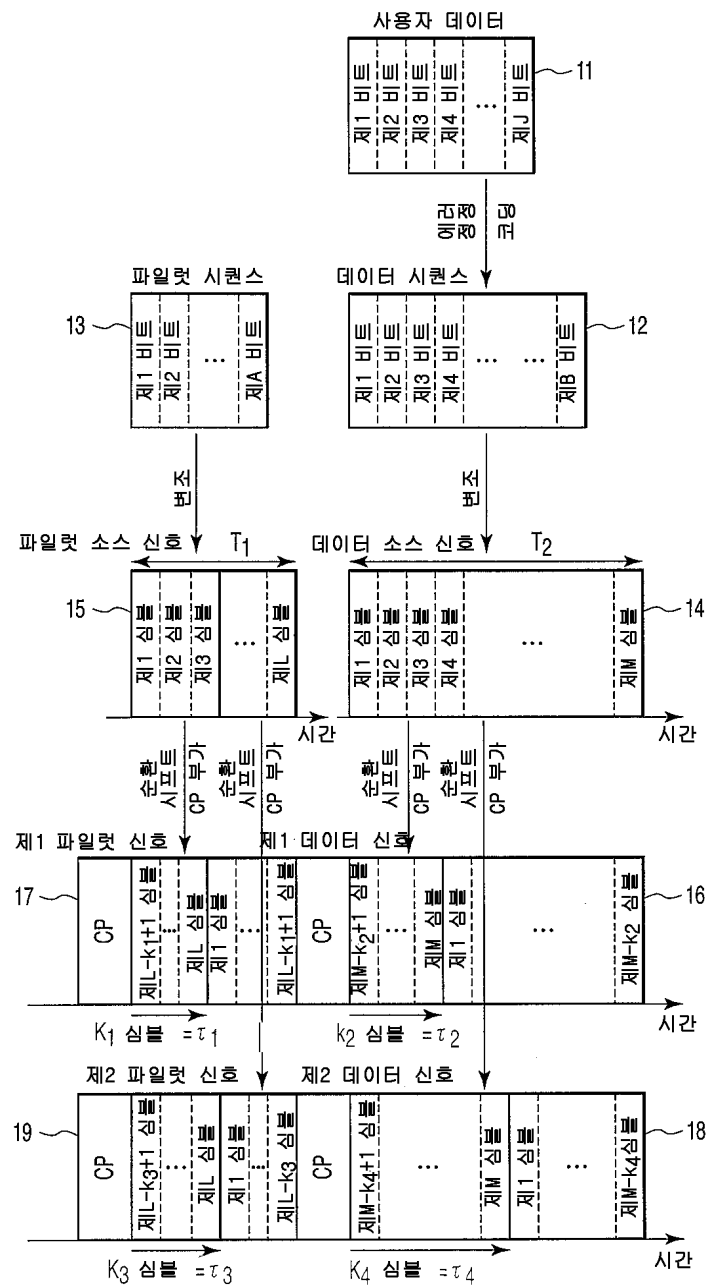 사용자 데이터
제1 비트
제2 비트
제3 비트
제4 비트
...
제J 비트
11
에러
정정
코딩
파일럿 시퀀스
데이터 시퀀스
13
제1 비트
제2 비트
...
제A 비트
제1 비트
제2 비트
제3 비트
제4 비트
... ...
제B 비트
12
변조
변조
파일럿 소스 신호
T1
데이터 소스 신호
T2
15
제1 심볼
제2 심볼
제3 심볼
...
제L 심볼
시간
제1 심볼
제2 심볼
제3 심볼
제4 심볼
...
제M 심볼
14
시간
순환
시프트
CP 부가
순환
시프트
CP 부가
순환
시프트
CP 부가
순환
시프트
CP 부가
제1 파일럿 신호
제1 데이터 신호
17
CP
제L-k1+1 심볼
...
제L 심볼
제1 심볼
...
제L-k1+1 심볼
CP
제M-k2+1 심볼
...
제M 심볼
제1 심볼
...
제M-k2 심볼
16
K1 심볼 =τ1
k2 심볼 =τ2
시간
제2 파일럿 신호
제2 데이터 신호
19
CP
제L-k3+1 심볼
...
제L 심볼
제1 심볼
...
제L-k3 심볼
CP
제M-k4+1 심볼
...
제M 심볼
제1 심볼
...
제M-k4심볼
18
K3 심볼 =τ3
K4 심볼 =τ4
시간